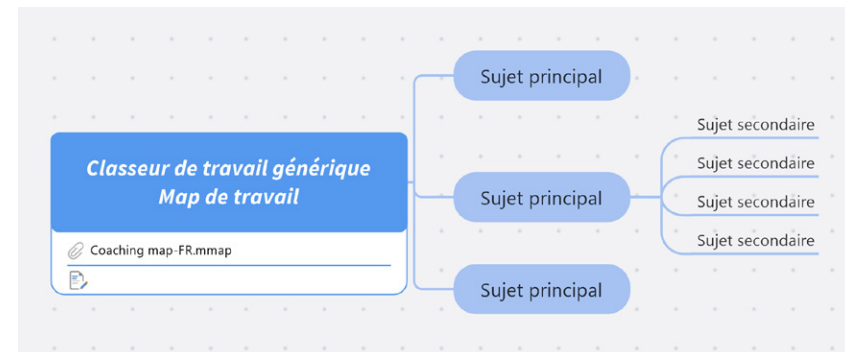 Sujet principal
Sujet secondaire
Sujet secondaire
Classeur de travail générique
Map de travail
Sujet principal
Sujet secondaire
Sujet secondaire
Coaching map-FR.mmap
Sujet principal